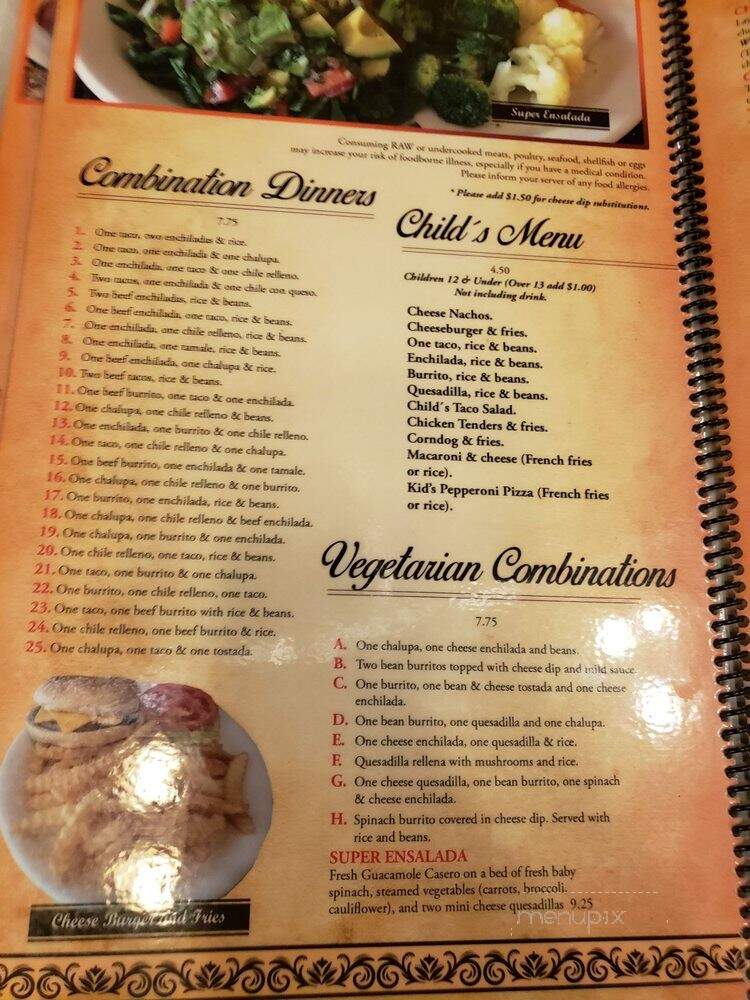 Super Ensalada
Consuming RAW or undercooked meats, poultry, seafood, shellfish or eggs
may increase your risk of foodborne illness, especially if you have a medical condition.
Please inform your server of any food allergies.
* Please add $1.50 for cheese dip substitutions.
Combination Dinners
7.75
1. One taco, two enchiladas & rice.
2. One taco, one enchilada & one chalupa.
3. One enchilada, one taco & one chile relleno.
4. Two tacos, one enchilada & one chile con queso.
5. Two beef enchiladas, rice & beans.
6. One beef enchilada, one taco, rice & beans.
7. One enchilada, one chile relleno, rice & beans.
8. One enchilada, one tamale, rice & beans.
9. One beef enchilada, one chalupa & rice.
10. Two beef tacos, rice & beans.
11. One beef burrito, one taco & one enchilada.
12. One chalupa, one chile relleno & beans.
13. One enchilada, one burrito & one chile relleno.
14. One taco, one chile relleno & one chalupa.
15. One beef burrito, one enchilada & one tamale.
16. One chalupa, one chile relleno & one burrito.
17. One burrito, one enchilada, rice & beans.
18. One chalupa, one chile relleno & beef enchilada.
19. One chalupa, one burrito & one enchilada.
20. One chile relleno, one taco, rice & beans.
21. One taco, one burrito & one chalupa.
22. One burrito, one chile relleno, one taco.
23. One taco, one beef burrito with rice & beans.
24. One chile relleno, one beef burrito & rice.
25. One chalupa, one taco & one tostada.
Cheese Burger and Fries
Child´s Menu
4.50
Children 12 & Under (Over 13 add $1.00)
Not including drink.
Cheese Nachos.
Cheeseburger & fries.
One taco, rice & beans.
Enchilada, rice & beans.
Burrito, rice & beans.
Quesadilla, rice & beans.
Child´s Taco Salad.
Chicken Tenders & fries.
Corndog & fries.
Macaroni & cheese (French fries
or rice).
Kid's Pepperoni Pizza (French fries
or rice).
Vegetarian Combinations
7.75
A. One chalupa, one cheese enchilada and beans.
B. Two bean burritos topped with cheese dip and mild sauce.
C. One burrito, one bean & cheese tostada and one cheese
enchilada.
D. One bean burrito, one quesadilla and one chalupa.
E. One cheese enchilada, one quesadilla & rice.
F. Quesadilla rellena with mushrooms and rice.
G. One cheese quesadilla, one bean burrito, one spinach
& cheese enchilada.
H. Spinach burrito covered in cheese dip. Served with
rice and beans.
SUPER ENSALADA
Fresh Guacamole Casero on a bed of fresh baby
spinach, steamed vegetables (carrots, broccoli,
cauliflower), and two mini cheese quesadillas 9.25
menupix